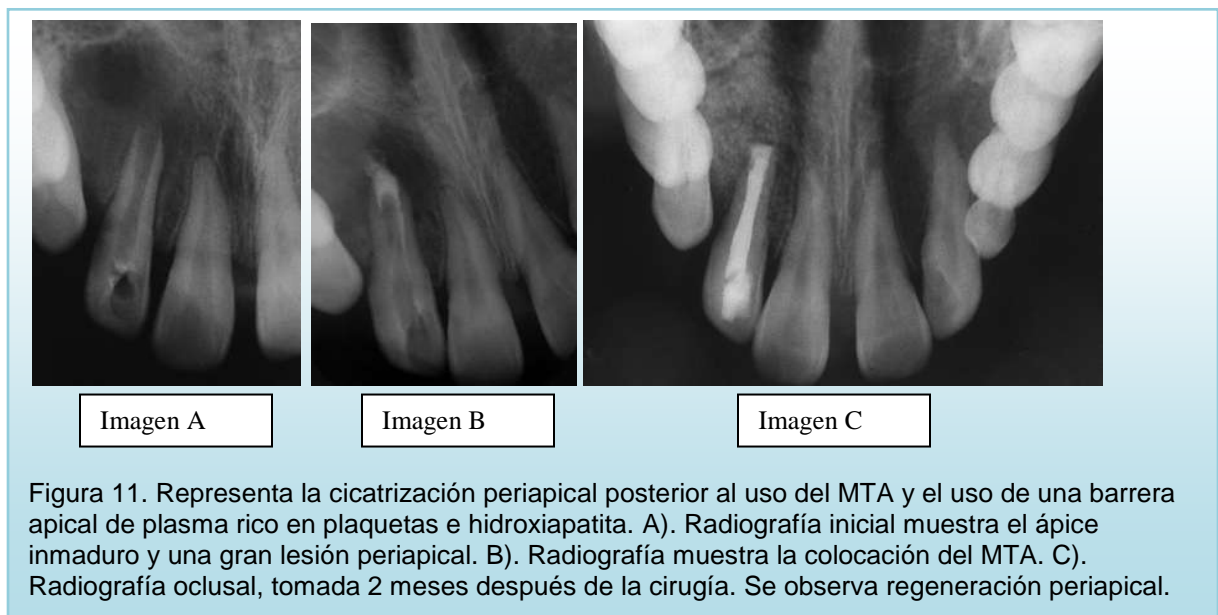 Imagen A
Imagen B
Imagen C
Figura 11. Representa la cicatrización periapical posterior al uso del MTA y el uso de una barrera
apical de plasma rico en plaquetas e hidroxiapatita. A). Radiografía inicial muestra el ápice
inmaduro y una gran lesión periapical. B). Radiografía muestra la colocación del MTA. C).
Radiografía oclusal, tomada 2 meses después de la cirugía. Se observa regeneración periapical.